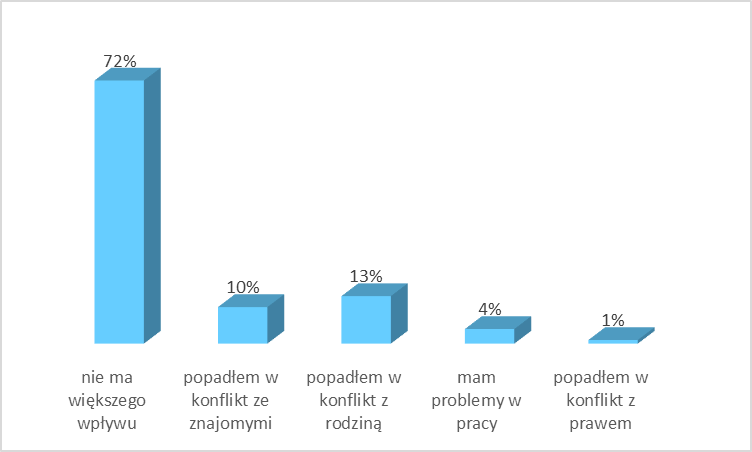 72%
10%
13%
4%
1%
nie ma
większego
wpływu
popadłem w
konflikt ze
znajomymi
popadłem w
konflikt z
rodziną
mam
problemy w
pracy
popadłem w
konflikt z
prawem